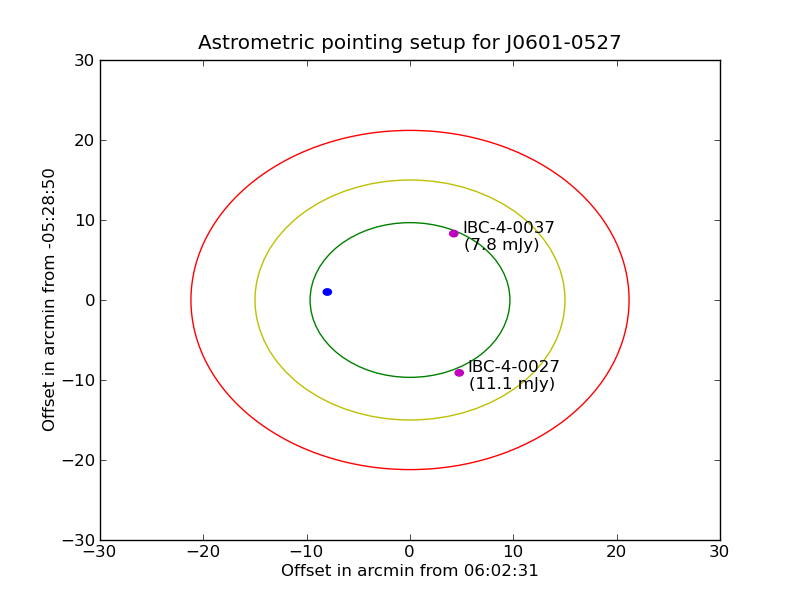 Astrometric pointing setup for J0601-0527
30
20
10
0
−10
−20
−30
Offset in arcmin from -05:28:50
IBC-4-0037
(7.8 mJy)
IBC-4-0027
(11.1 mJy)
−30
−20
−10
0
10
20
30
Offset in arcmin from 06:02:31